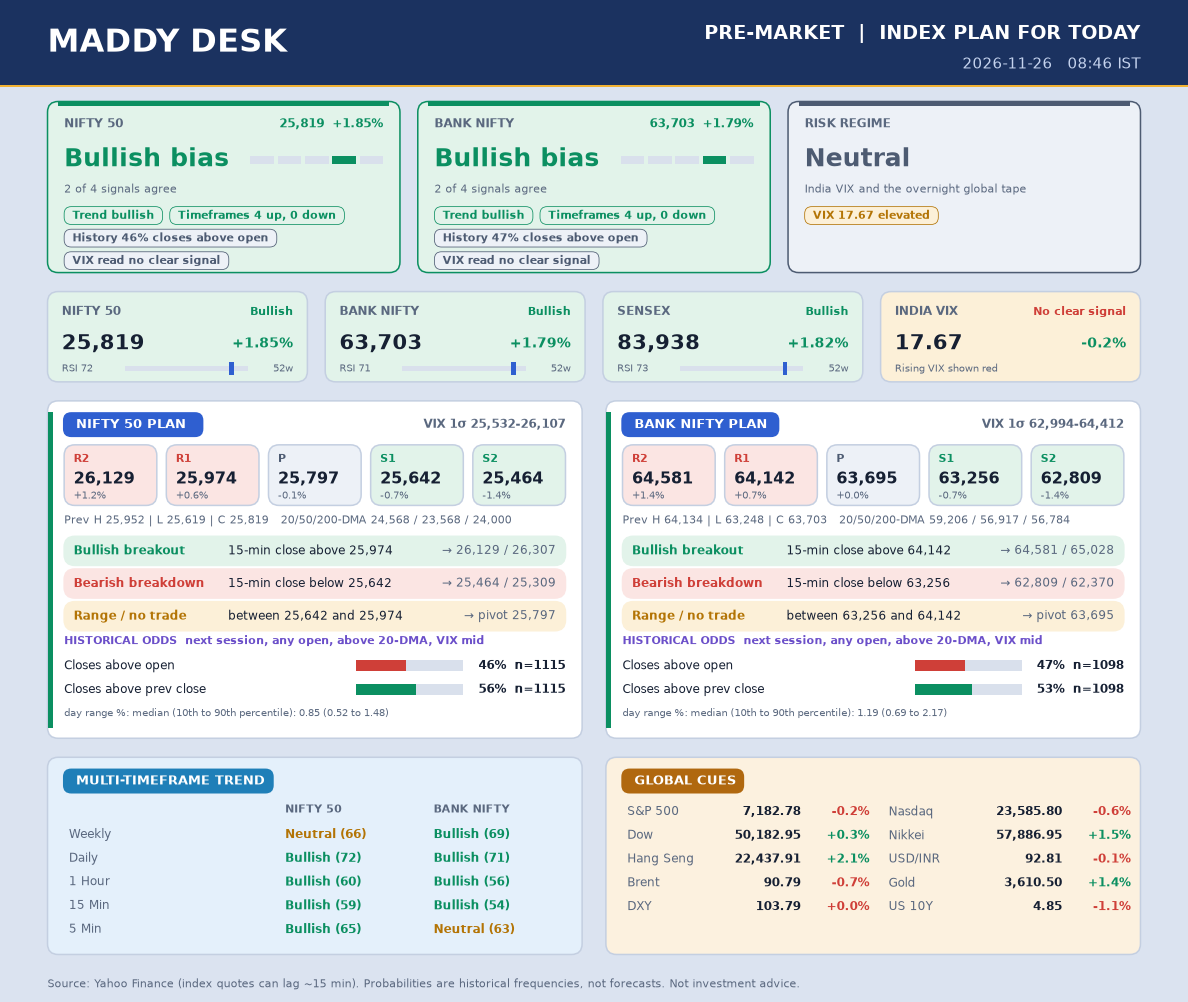 MADDY DESK
PRE-MARKET | INDEX PLAN FOR TODAY
2026-11-26 08:46 IST
NIFTY 50 25,819 +1.85%
Bullish bias
2 of 4 signals agree
Trend bullish Timeframes 4 up, 0 down
History 46% closes above open
VIX read no clear signal
BANK NIFTY 63,703 +1.79%
Bullish bias
2 of 4 signals agree
Trend bullish Timeframes 4 up, 0 down
History 47% closes above open
VIX read no clear signal
RISK REGIME
Neutral
India VIX and the overnight global tape
VIX 17.67 elevated
NIFTY 50 Bullish
25,819 +1.85%
RSI 72 52w
BANK NIFTY Bullish
63,703 +1.79%
RSI 71 52w
SENSEX Bullish
83,938 +1.82%
RSI 73 52w
INDIA VIX No clear signal
17.67 -0.2%
Rising VIX shown red
NIFTY 50 PLAN VIX 1σ 25,532-26,107
R2 R1 P S1 S2
26,129 25,974 25,797 25,642 25,464
+1.2% +0.6% -0.1% -0.7% -1.4%
Prev H 25,952 | L 25,619 | C 25,819 20/50/200-DMA 24,568 / 23,568 / 24,000
Bullish breakout 15-min close above 25,974 → 26,129 / 26,307
Bearish breakdown 15-min close below 25,642 → 25,464 / 25,309
Range / no trade between 25,642 and 25,974 → pivot 25,797
HISTORICAL ODDS next session, any open, above 20-DMA, VIX mid
Closes above open 46% n=1115
Closes above prev close 56% n=1115
day range %: median (10th to 90th percentile): 0.85 (0.52 to 1.48)
BANK NIFTY PLAN VIX 1σ 62,994-64,412
R2 R1 P S1 S2
64,581 64,142 63,695 63,256 62,809
+1.4% +0.7% +0.0% -0.7% -1.4%
Prev H 64,134 | L 63,248 | C 63,703 20/50/200-DMA 59,206 / 56,917 / 56,784
Bullish breakout 15-min close above 64,142 → 64,581 / 65,028
Bearish breakdown 15-min close below 63,256 → 62,809 / 62,370
Range / no trade between 63,256 and 64,142 → pivot 63,695
HISTORICAL ODDS next session, any open, above 20-DMA, VIX mid
Closes above open 47% n=1098
Closes above prev close 53% n=1098
day range %: median (10th to 90th percentile): 1.19 (0.69 to 2.17)
MULTI-TIMEFRAME TREND
NIFTY 50 BANK NIFTY
Weekly Neutral (66) Bullish (69)
Daily Bullish (72) Bullish (71)
1 Hour Bullish (60) Bullish (56)
15 Min Bullish (59) Bullish (54)
5 Min Bullish (65) Neutral (63)
GLOBAL CUES
S&P 500 7,182.78 -0.2% Nasdaq 23,585.80 -0.6%
Dow 50,182.95 +0.3% Nikkei 57,886.95 +1.5%
Hang Seng 22,437.91 +2.1% USD/INR 92.81 -0.1%
Brent 90.79 -0.7% Gold 3,610.50 +1.4%
DXY 103.79 +0.0% US 10Y 4.85 -1.1%
Source: Yahoo Finance (index quotes can lag ~15 min). Probabilities are historical frequencies, not forecasts. Not investment advice.